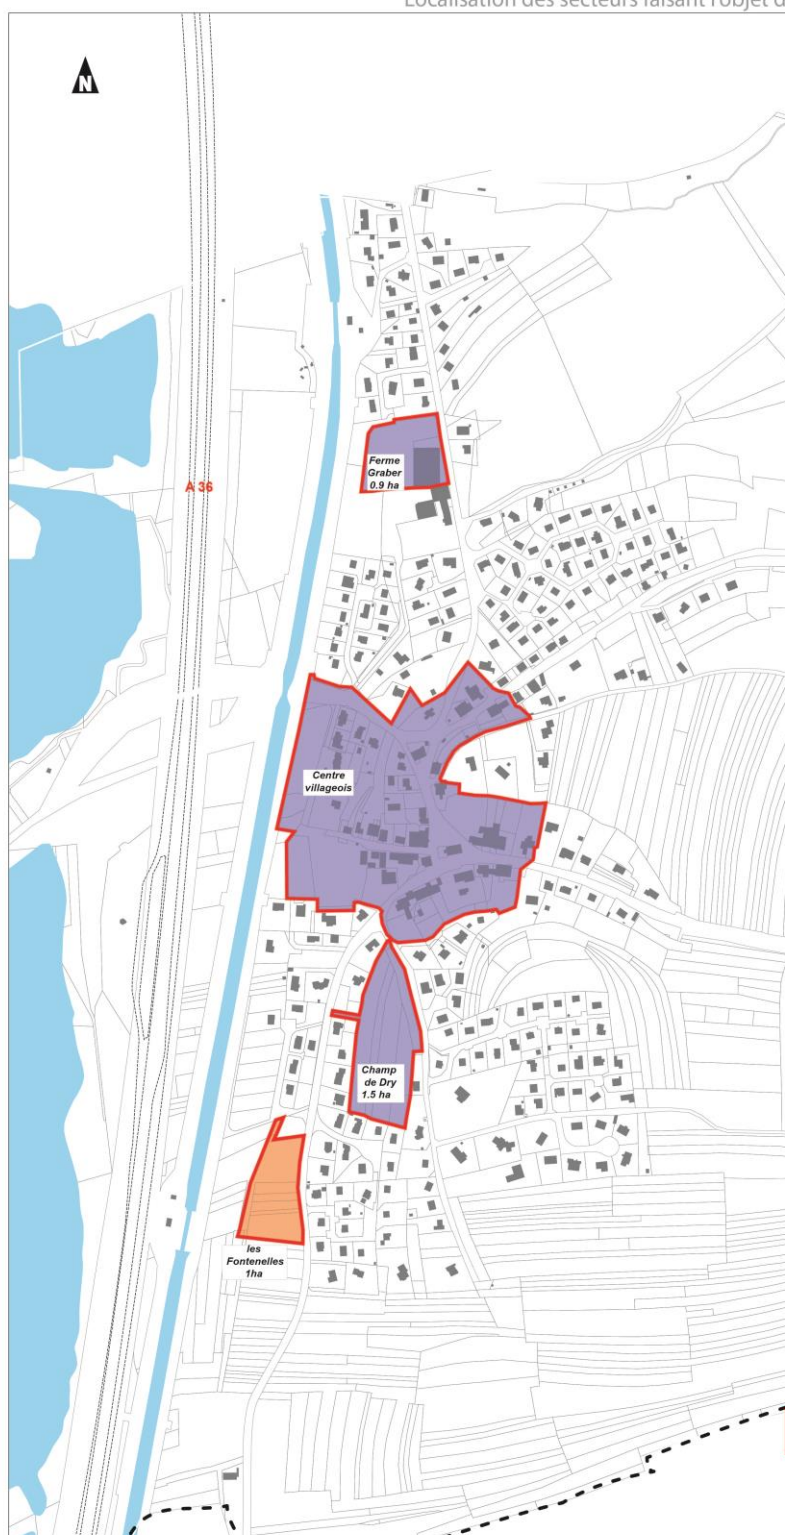 Localisation des secteurs faisant l'objet d
N
A 36
Ferme
Graber
0.9 ha
Centre
villageois
Champ
de Dry
1.5 ha
les
Fontenelles
1ha